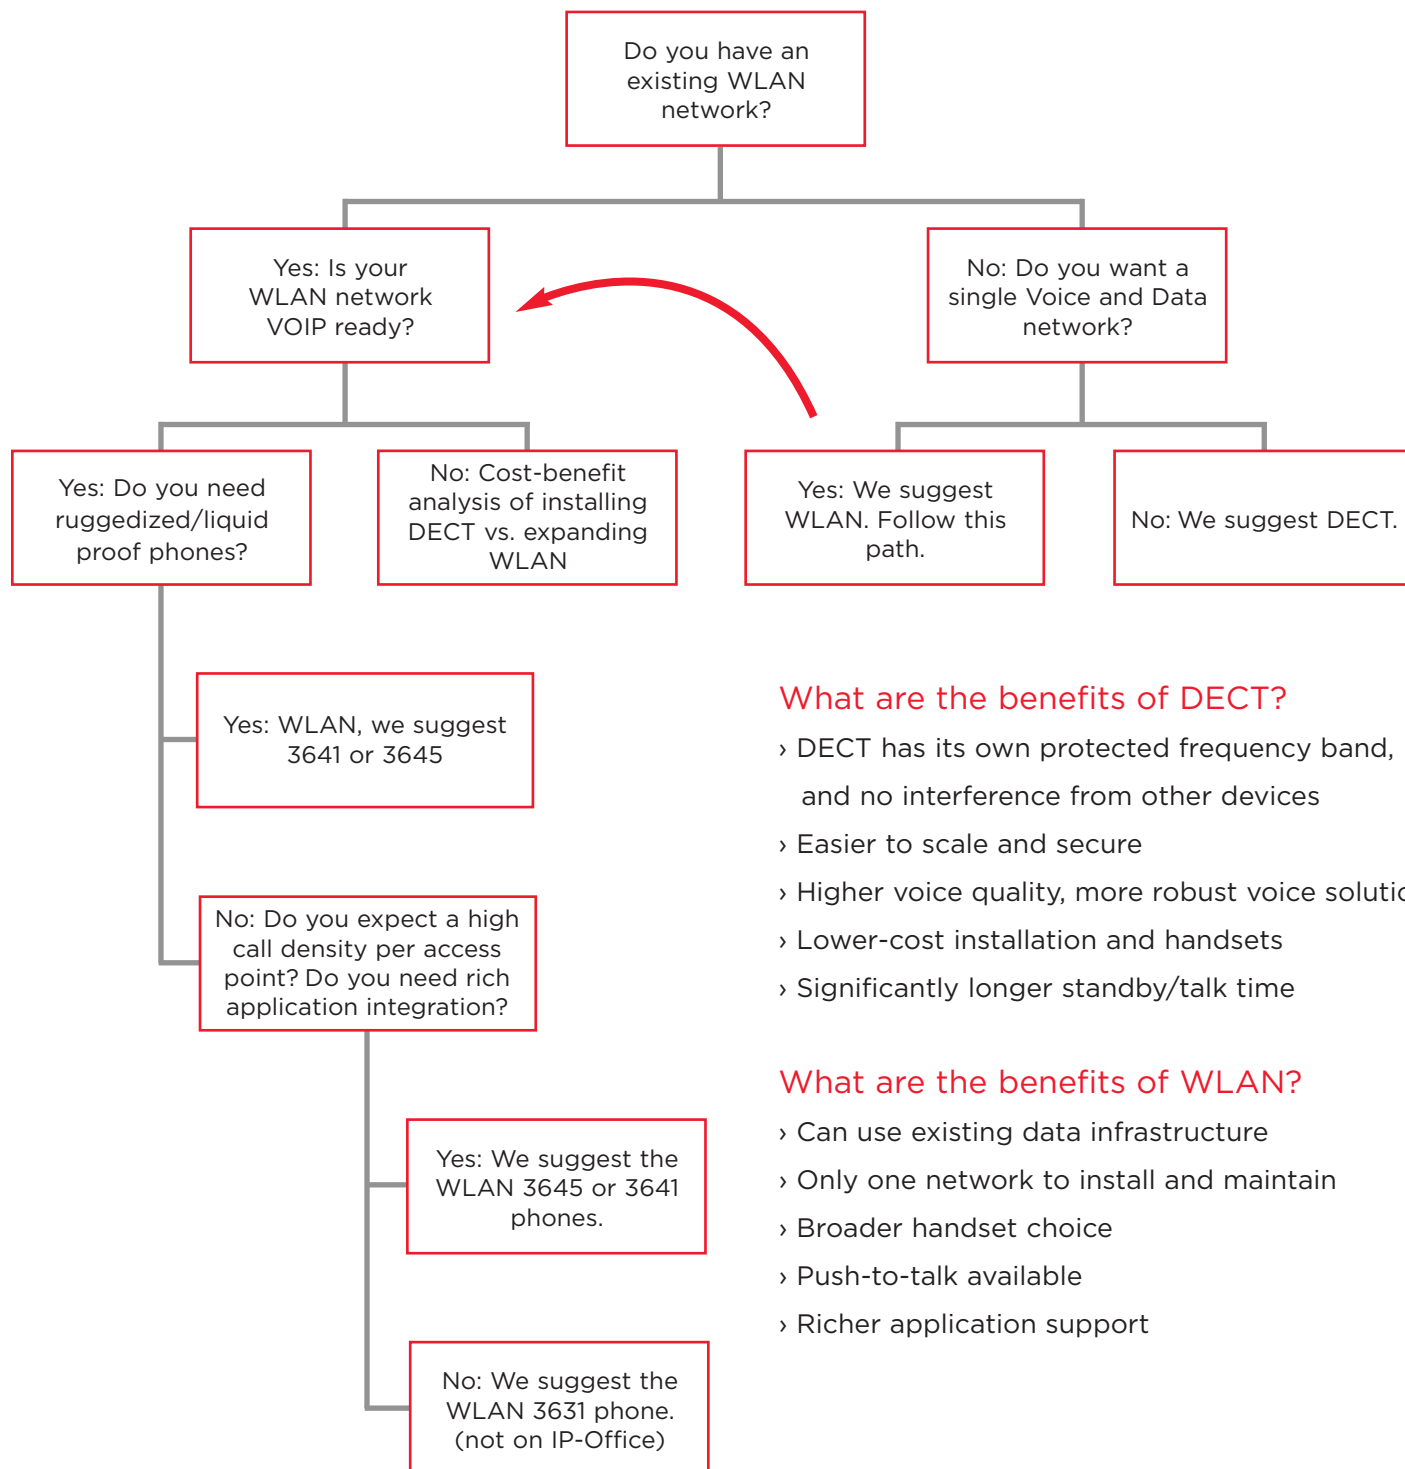 Do you have an
existing WLAN
network?
Yes: Is your
WLAN network
VOIP ready?
No: Do you want a
single Voice and Data
network?
Yes: Do you need
ruggedized/liquid
proof phones?
No: Cost-benefit
analysis of installing
DECT vs. expanding
WLAN
Yes: We suggest
WLAN. Follow this
path.
No: We suggest DECT.
Yes: WLAN, we suggest
3641 or 3645
No: Do you expect a high
call density per access
point? Do you need rich
application integration?
Yes: We suggest the
WLAN 3645 or 3641
phones.
No: We suggest the
WLAN 3631 phone.
(not on IP-Office)
What are the benefits of DECT?
› DECT has its own protected frequency band,
and no interference from other devices
› Easier to scale and secure
› Higher voice quality, more robust voice
› Lower-cost installation and handsets
› Significantly longer standby/talk time
What are the benefits of WLAN?
› Can use existing data infrastructure
› Only one network to install and maintain
› Broader handset choice
› Push-to-talk available
› Richer application support